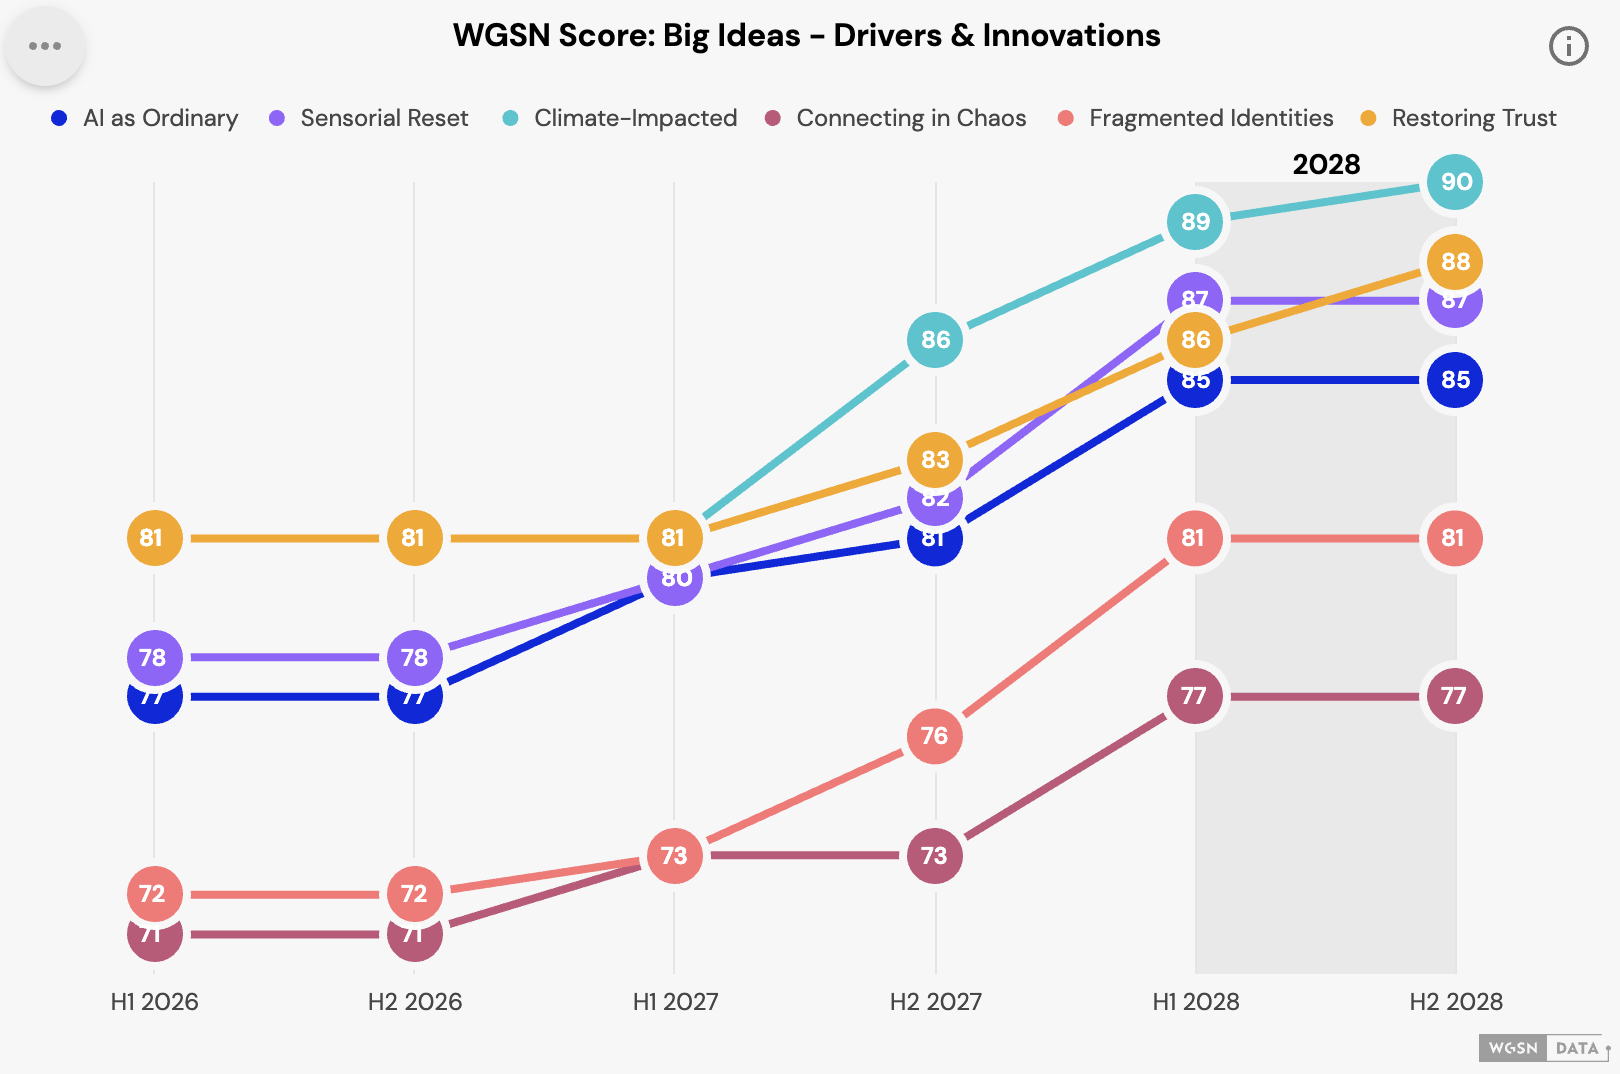 WGSN Score: Big Ideas – Drivers & Innovations
AI as Ordinary
Sensorial Reset
Climate-Impacted
Connecting in Chaos
Fragmented Identities
Restoring Trust
2028
90
89
88
87
87
86
86
85
85
83
82
81
81
81
81
81
81
80
78
78
77
77
77
77
76
73
73
72
72
71
71
H1 2026
H2 2026
H1 2027
H2 2027
H1 2028
H2 2028
WGSN DATA